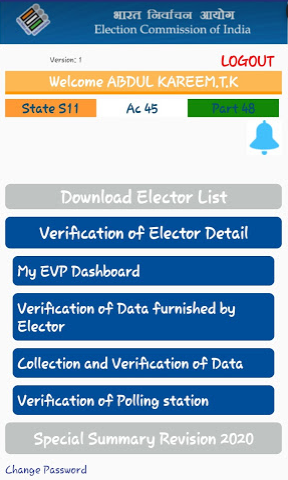 भारत निर्वाचन आयोग
Election Commission of India
Version: 1
LOGOUT
Welcome ABDUL KAREEM.T.K
State S11 Ac 45 Part 48
Download Elector List
Verification of Elector Detail
My EVP Dashboard
Verification of Data furnished by
Elector
Collection and Verification of Data
Verification of Polling station
Special Summary Revision 2020
Change Password